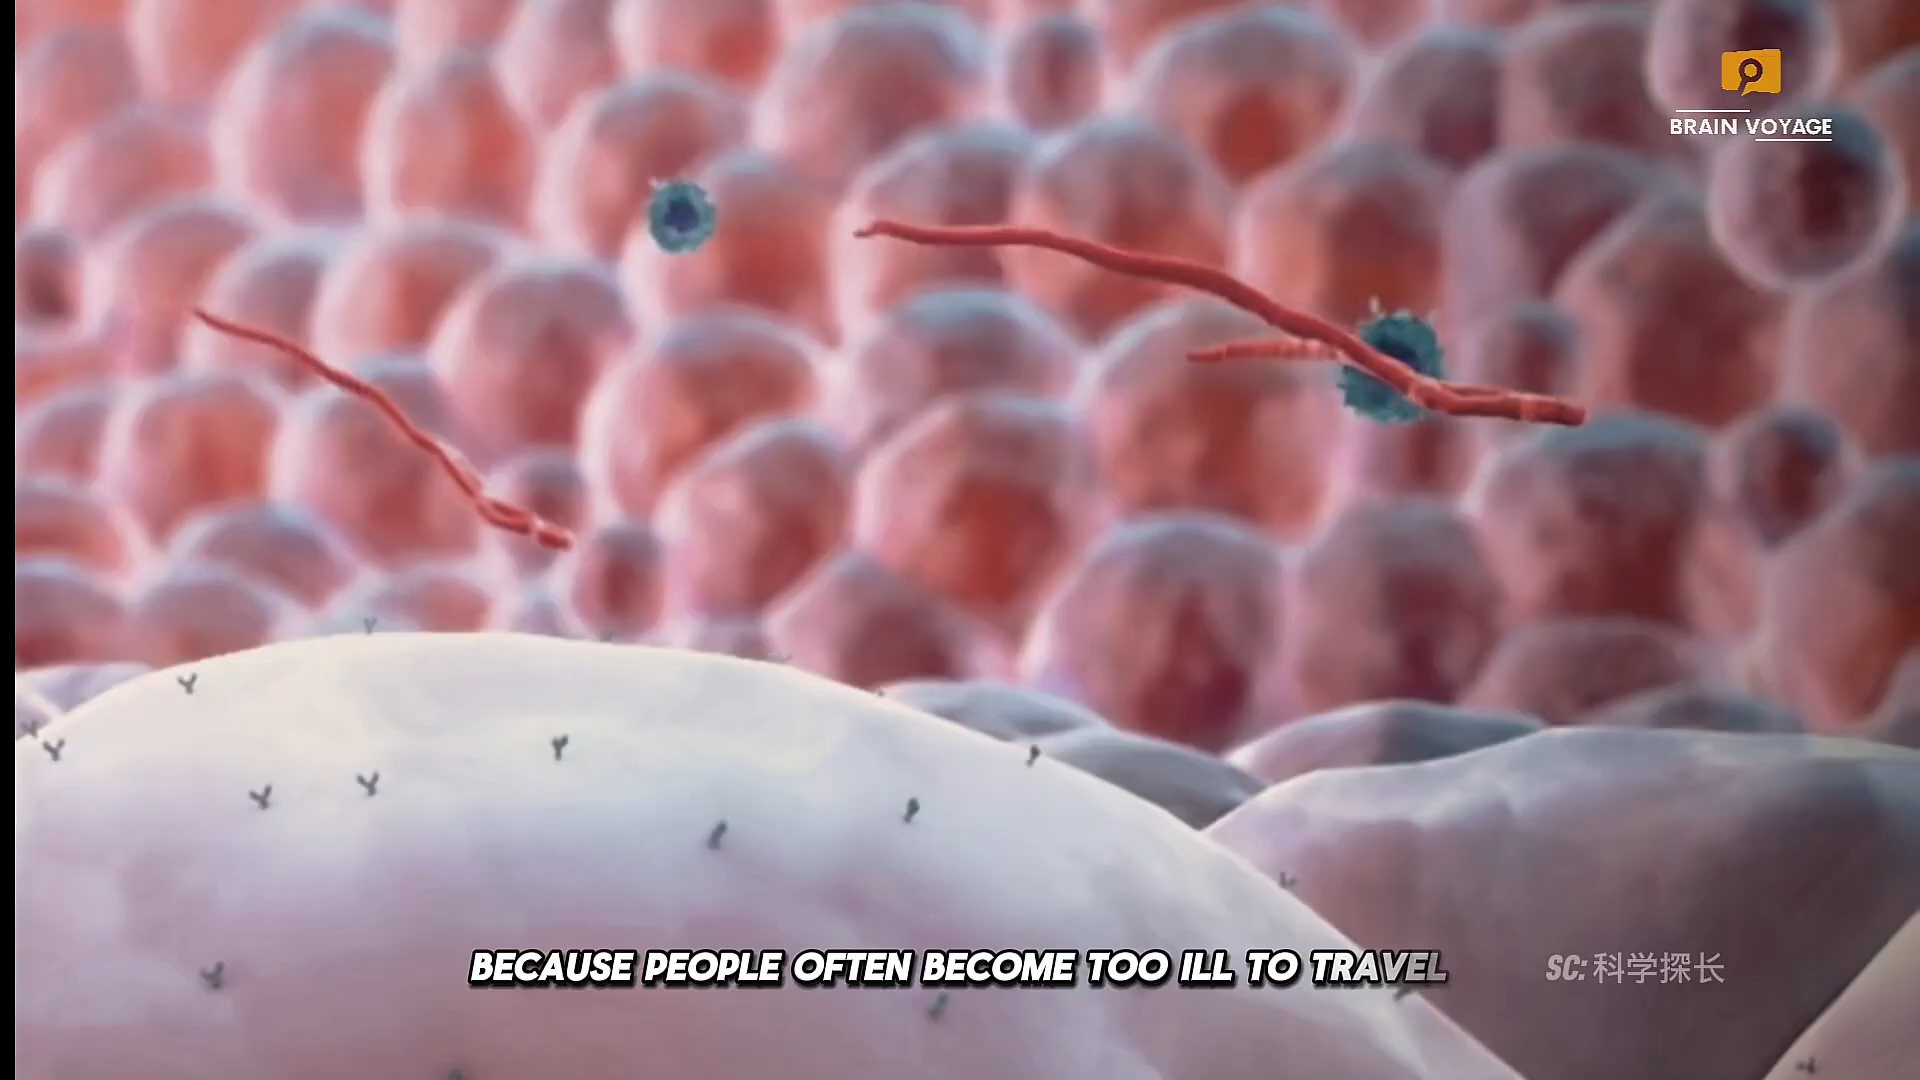 BRAIN VOYAGE
BECAUSE PEOPLE OFTEN BECOME TOO ILL TO TRAVEL
SC: 科学探长